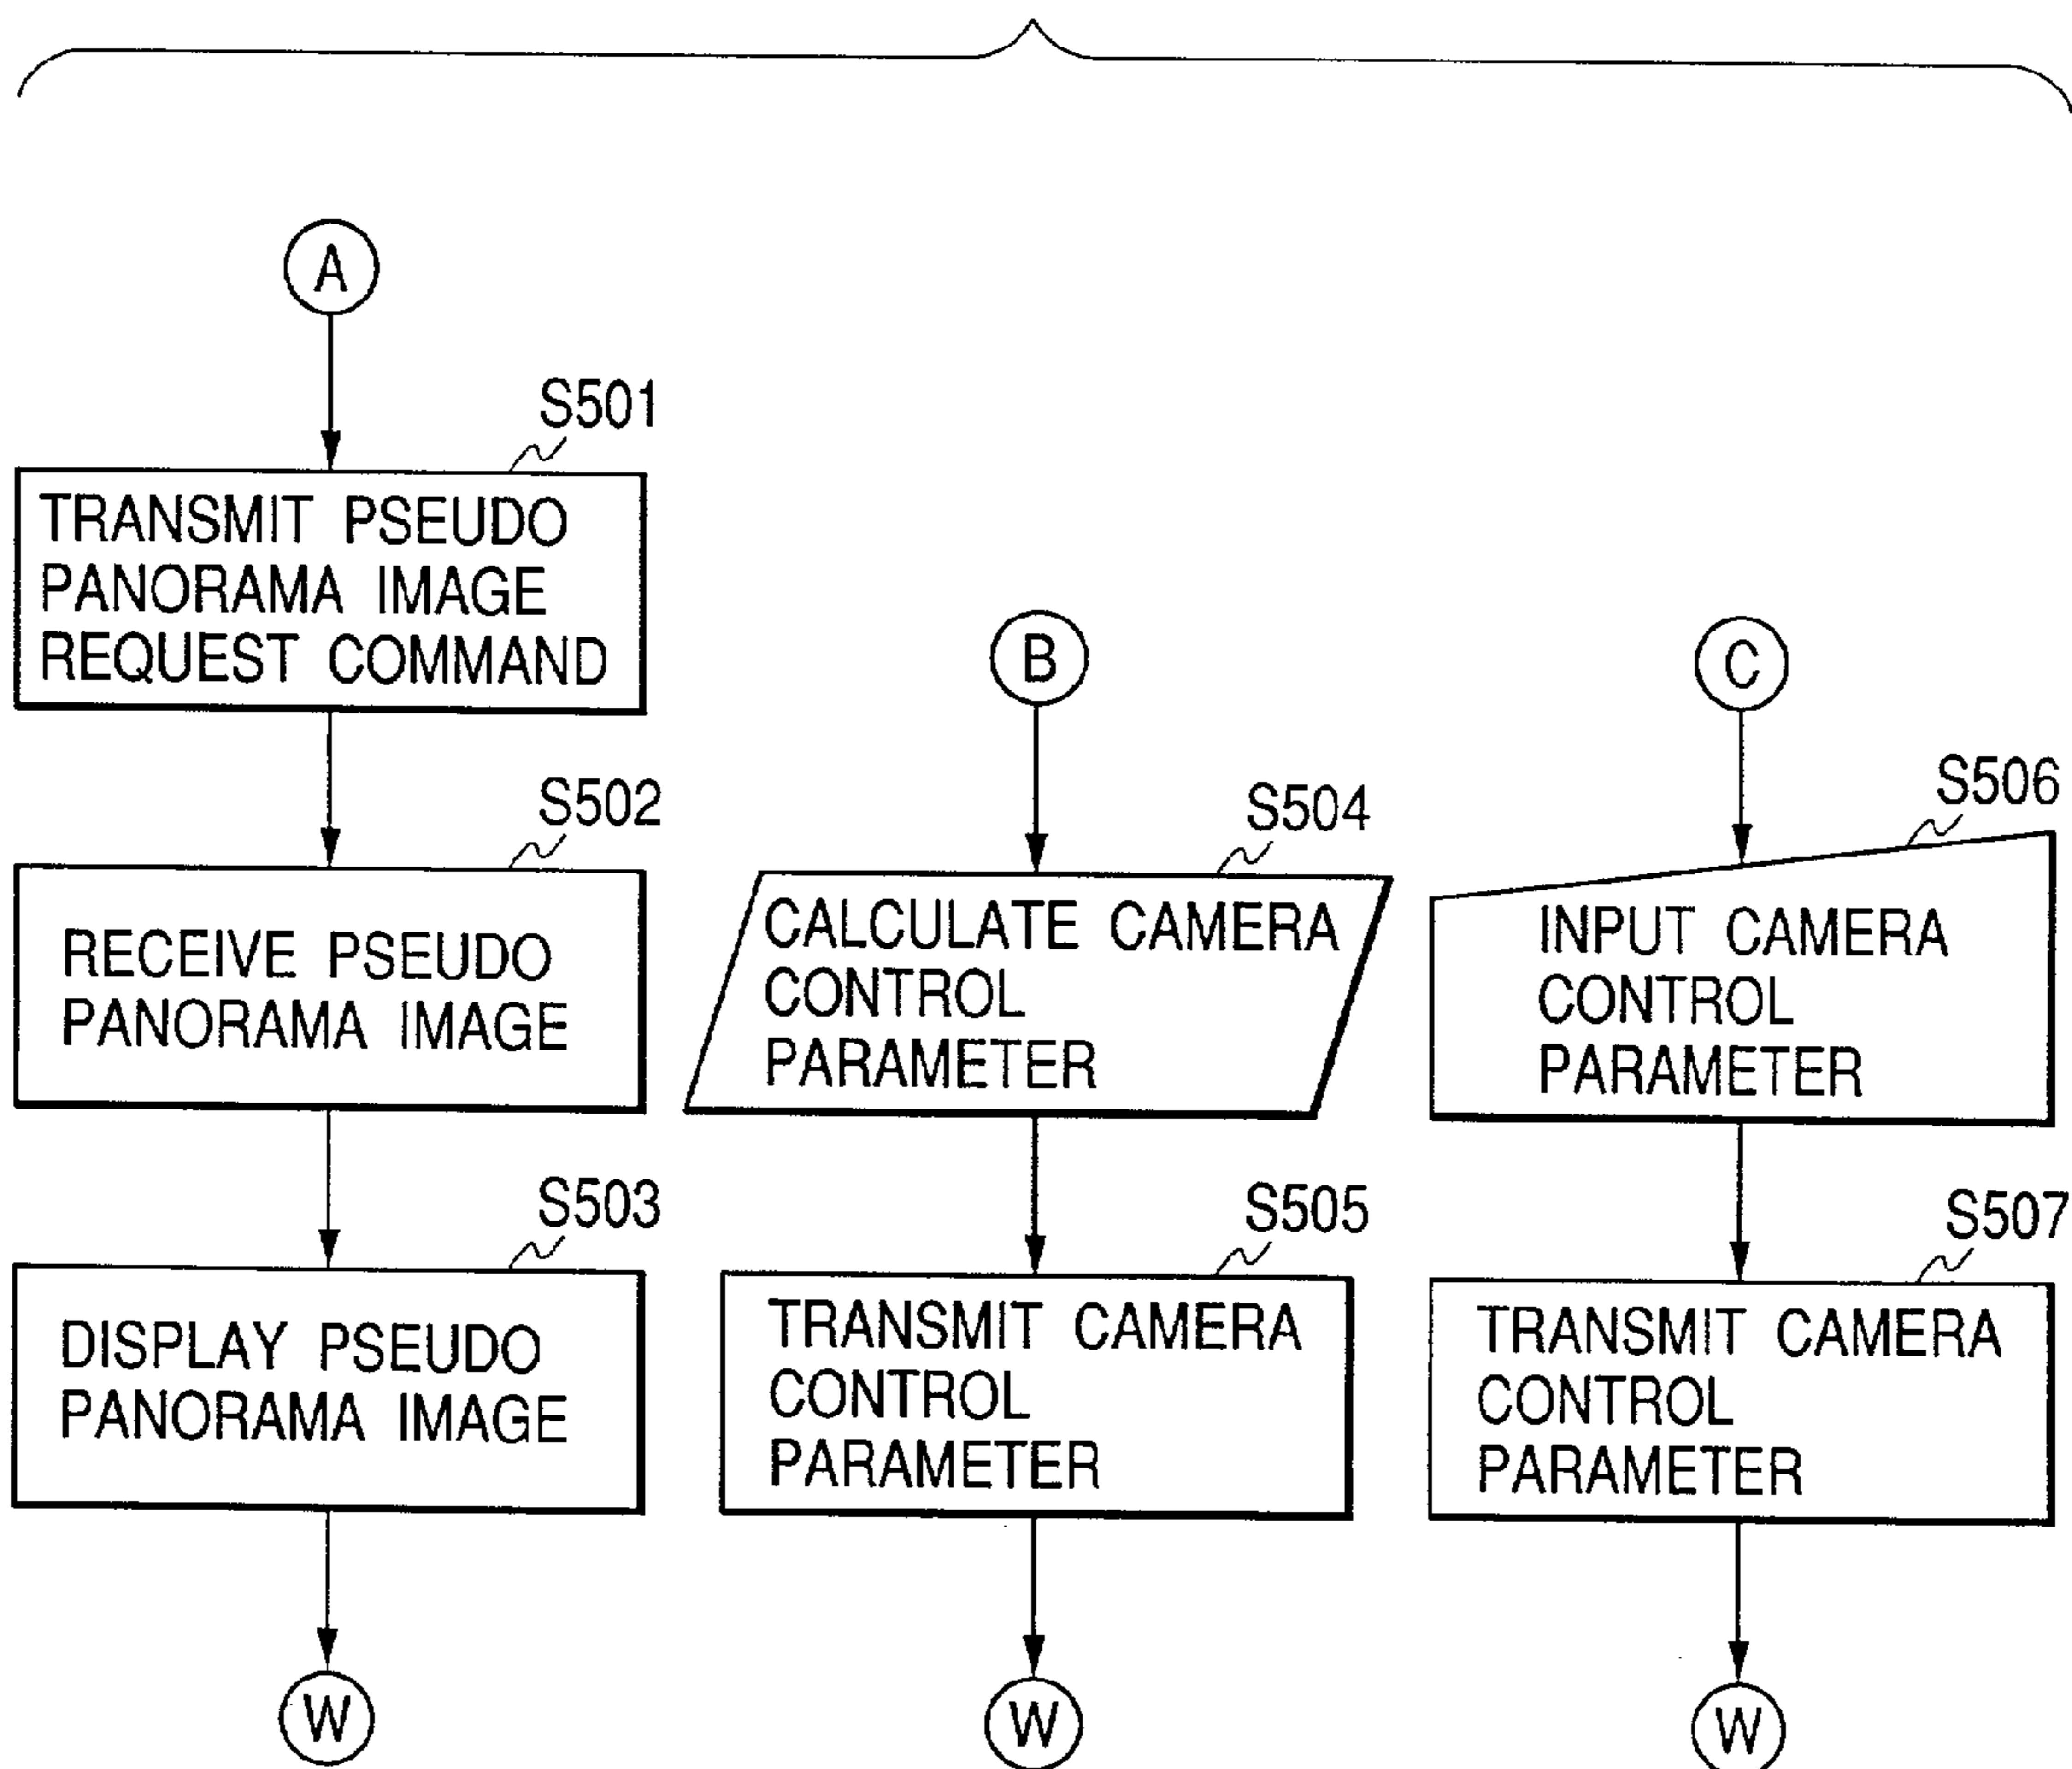 A
S501
TRANSMIT PSEUDO
PANORAMA IMAGE
REQUEST COMMAND
S502
RECEIVE PSEUDO
PANORAMA IMAGE
S503
DISPLAY PSEUDO
PANORAMA IMAGE
W
B
S504
CALCULATE CAMERA
CONTROL
PARAMETER
S505
TRANSMIT CAMERA
CONTROL
PARAMETER
W
C
S506
INPUT CAMERA
CONTROL
PARAMETER
S507
TRANSMIT CAMERA
CONTROL
PARAMETER
W